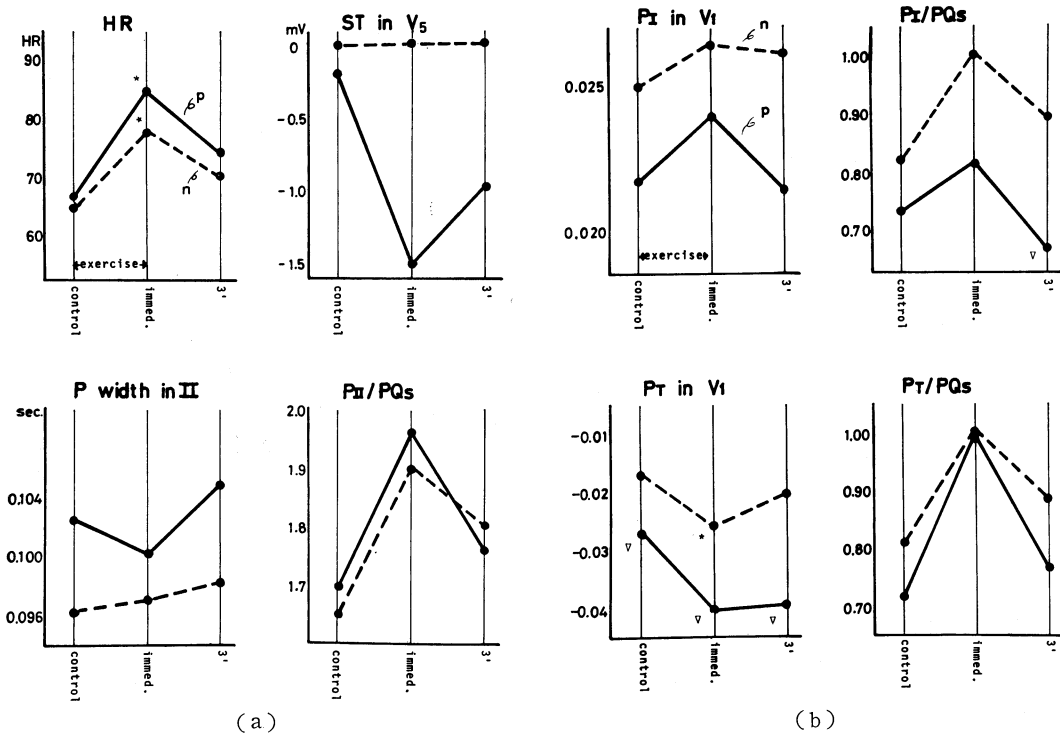 HR
HR
90
80
70
60
*
*
p
n
exercise
control
immed.
3'
ST in V5
mV
0
-0.5
-1.0
-1.5
control
immed.
3'
P width in II
sec.
0.104
0.100
0.096
control
immed.
3'
PII/PQs
2.0
1.9
1.8
1.7
control
immed.
3'
(a)
PI in V1
0.025
0.020
n
p
exercise
control
immed.
3'
PI/PQs
1.00
0.90
0.80
0.70
▽
control
immed.
3'
PT in V1
-0.01
-0.02
-0.03
-0.04
*
▽
▽
▽
control
immed.
3'
PT/PQs
1.00
0.90
0.80
0.70
control
immed.
3'
(b)